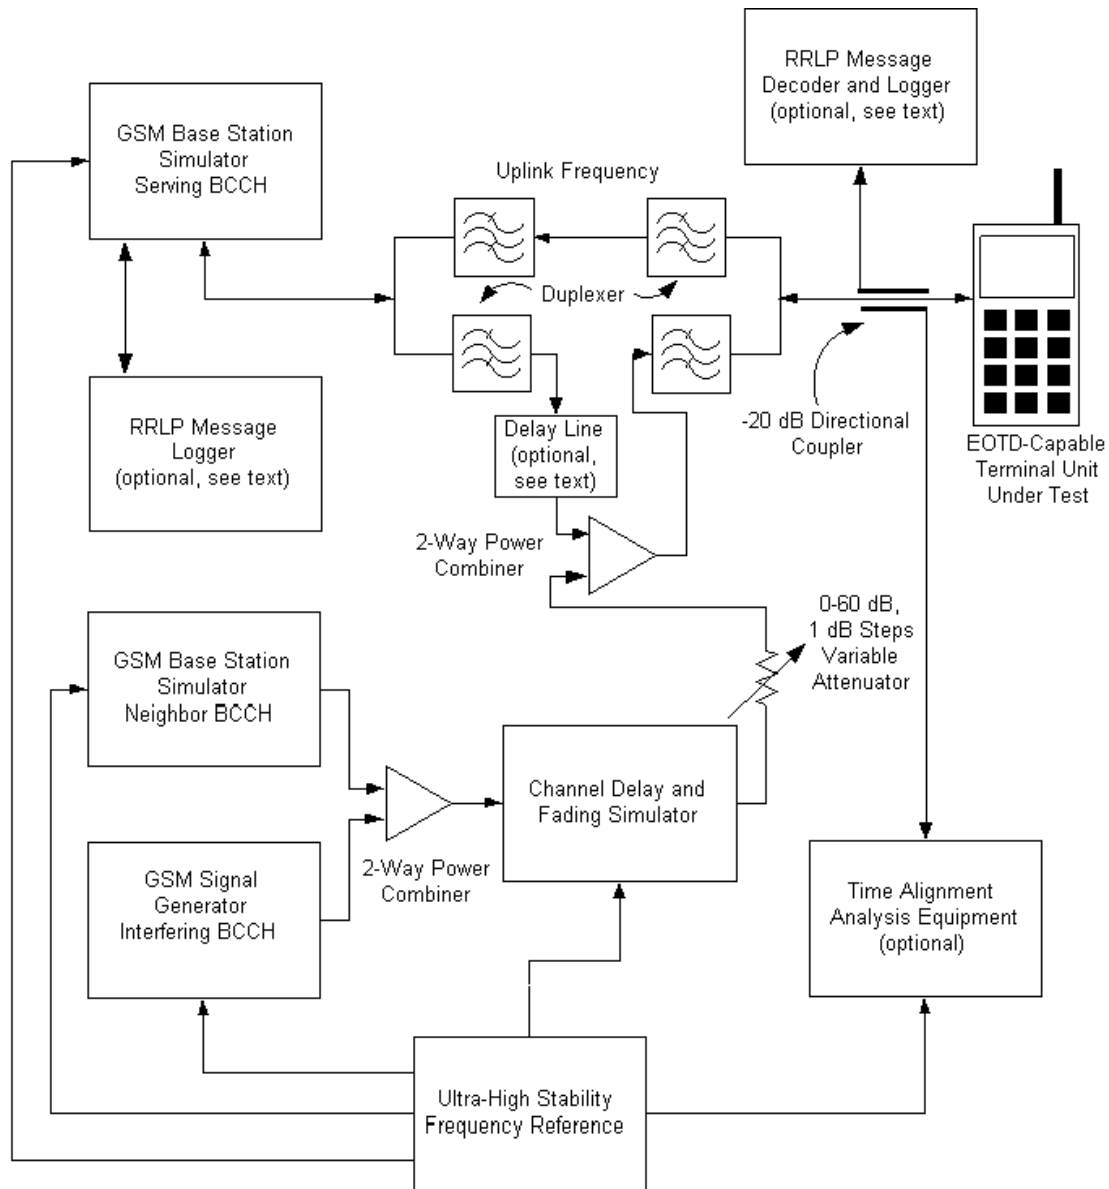 RRLP Message
Decoder and Logger
(optional, see text)
GSM Base Station
Simulator
Serving BCCH
Uplink Frequency
Duplexer
RRLP Message
Logger
(optional, see text)
Delay Line
(optional,
see text)
-20 dB Directional
Coupler
EOTD-Capable
Terminal Unit
Under Test
2-Way Power
Combiner
0-60 dB,
1 dB Steps
Variable
Attenuator
GSM Base Station
Simulator
Neighbor BCCH
Channel Delay and
Fading Simulator
2-Way Power
Combiner
GSM Signal
Generator
Interfering BCCH
Time Alignment
Analysis Equipment
(optional)
Ultra-High Stability
Frequency Reference